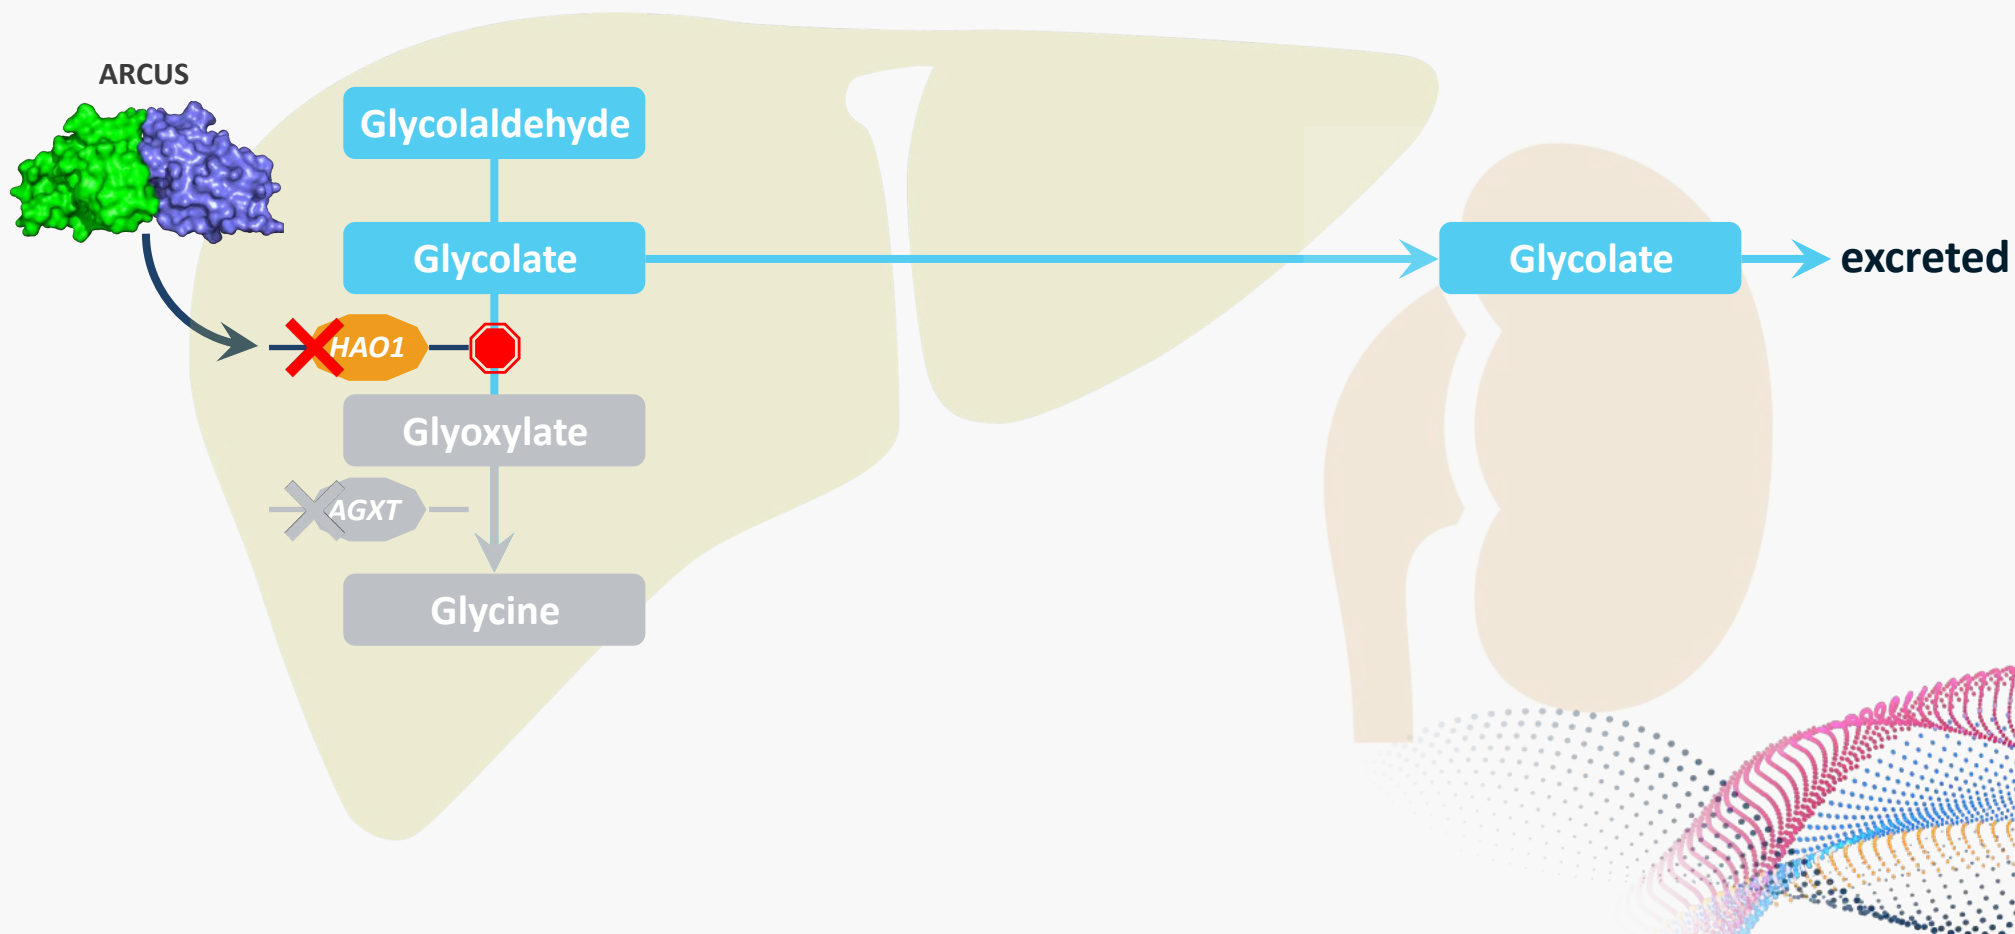 ARCUS
Glycolaldehyde
Glycolate
Glycolate
excreted
HAO1
Glyoxylate
AGXT
Glycine